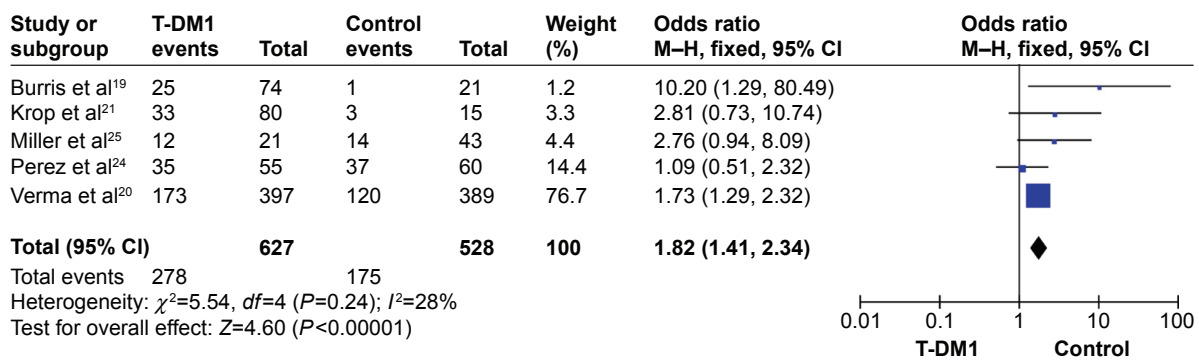 Study or subgroup T-DM1 events Total Control events Total Weight (%) Odds ratio M–H, fixed, 95% CI Odds ratio M–H, fixed, 95% CI
Burris et al¹⁹ 25 74 1 21 1.2 10.20 (1.29, 80.49)
Krop et al²¹ 33 80 3 15 3.3 2.81 (0.73, 10.74)
Miller et al²⁵ 12 21 14 43 4.4 2.76 (0.94, 8.09)
Perez et al²⁴ 35 55 37 60 14.4 1.09 (0.51, 2.32)
Verma et al²⁰ 173 397 120 389 76.7 1.73 (1.29, 2.32)
Total (95% CI) 627 528 100 1.82 (1.41, 2.34)
Total events 278 175
Heterogeneity: χ²=5.54, df=4 (P=0.24); I²=28%
Test for overall effect: Z=4.60 (P<0.00001)
0.01 0.1 1 10 100
T-DM1 Control